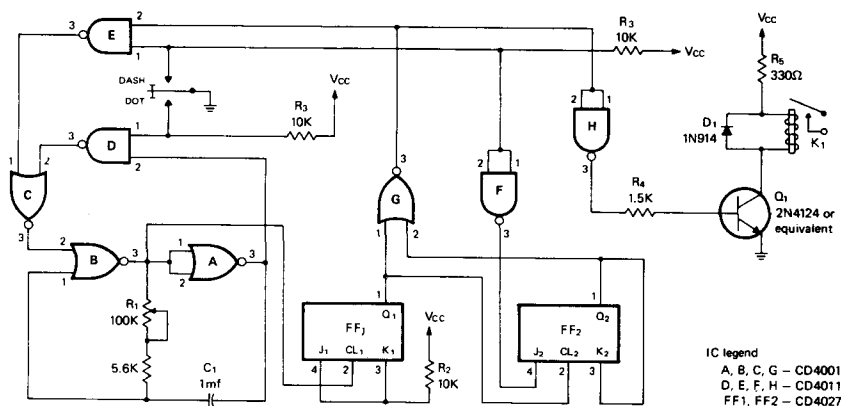 E
3
2
1
R3
10K
VCC
VCC
R5
330Ω
D1
1N914
K1
DASH
DOT
VCC
R3
10K
3
D
1
2
2 1
H
3
R4
1.5K
Q1
2N4124 or
equivalent
1 2
C
3
3
G
1 2
2 1
F
3
2
B
3
1
1
A
3
2
R1
100K
5.6K
C1
1mf
1
Q1
FF1
J1 CL1 K1
4 2 3
VCC
R2
10K
1
Q2
FF2
J2 CL2 K2
4 2 3
IC legend
A, B, C, G – CD4001
D, E, F, H – CD4011
FF1, FF2 – CD4027